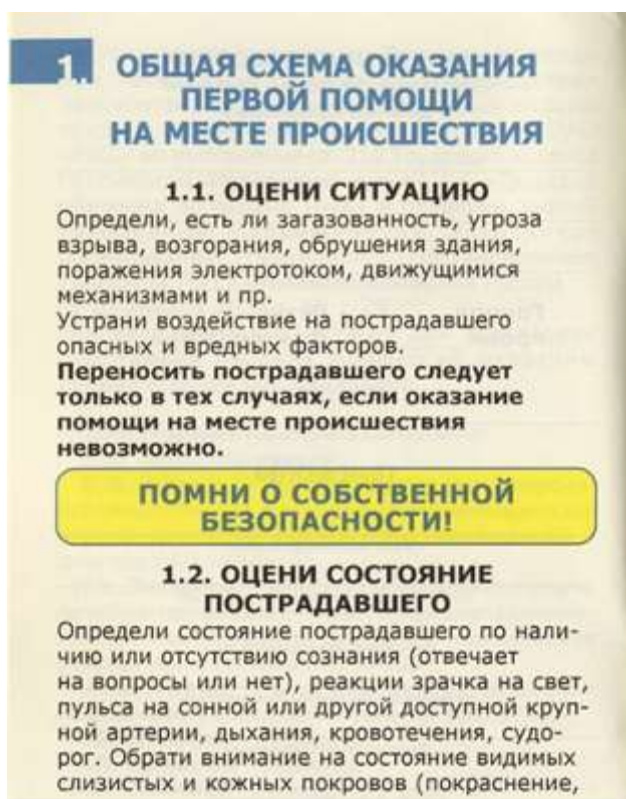 1. ОБЩАЯ СХЕМА ОКАЗАНИЯ
ПЕРВОЙ ПОМОЩИ
НА МЕСТЕ ПРОИСШЕСТВИЯ
1.1. ОЦЕНИ СИТУАЦИЮ
Определи, есть ли загазованность, угроза
взрыва, возгорания, обрушения здания,
поражения электротоком, движущимися
механизмами и пр.
Устрани воздействие на пострадавшего
опасных и вредных факторов.
Переносить пострадавшего следует
только в тех случаях, если оказание
помощи на месте происшествия
невозможно.
ПОМНИ О СОБСТВЕННОЙ
БЕЗОПАСНОСТИ!
1.2. ОЦЕНИ СОСТОЯНИЕ
ПОСТРАДАВШЕГО
Определи состояние пострадавшего по нали-
чию или отсутствию сознания (отвечает
на вопросы или нет), реакции зрачка на свет,
пульса на сонной или другой доступной круп-
ной артерии, дыхания, кровотечения, судо-
рог. Обрати внимание на состояние видимых
слизистых и кожных покровов (покраснение,